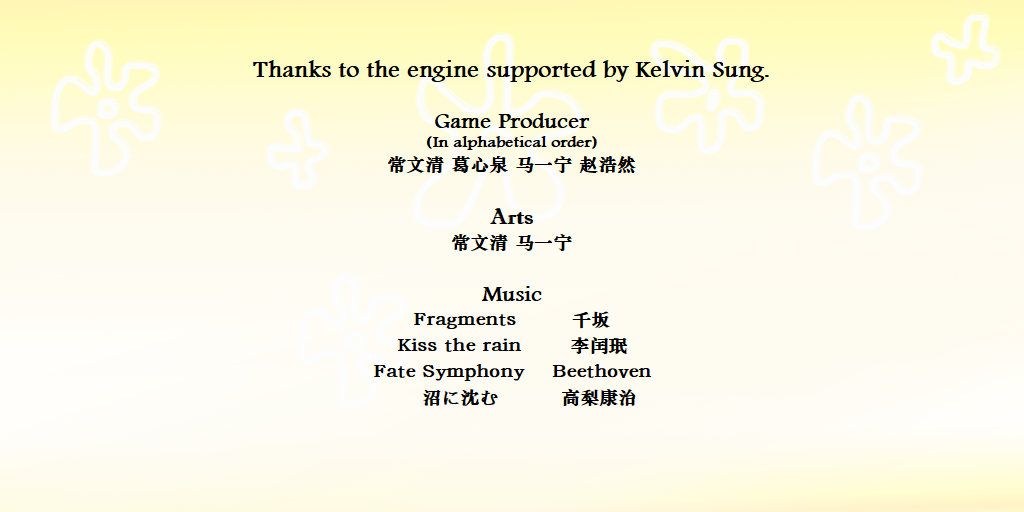 Thanks to the engine supported by Kelvin Sung.
Game Producer
(In alphabetical order)
常文清 葛心泉 马一宁 赵浩然
Arts
常文清 马一宁
Music
Fragments 千坂
Kiss the rain 李闰珉
Fate Symphony Beethoven
沼に沈む 高梨康治